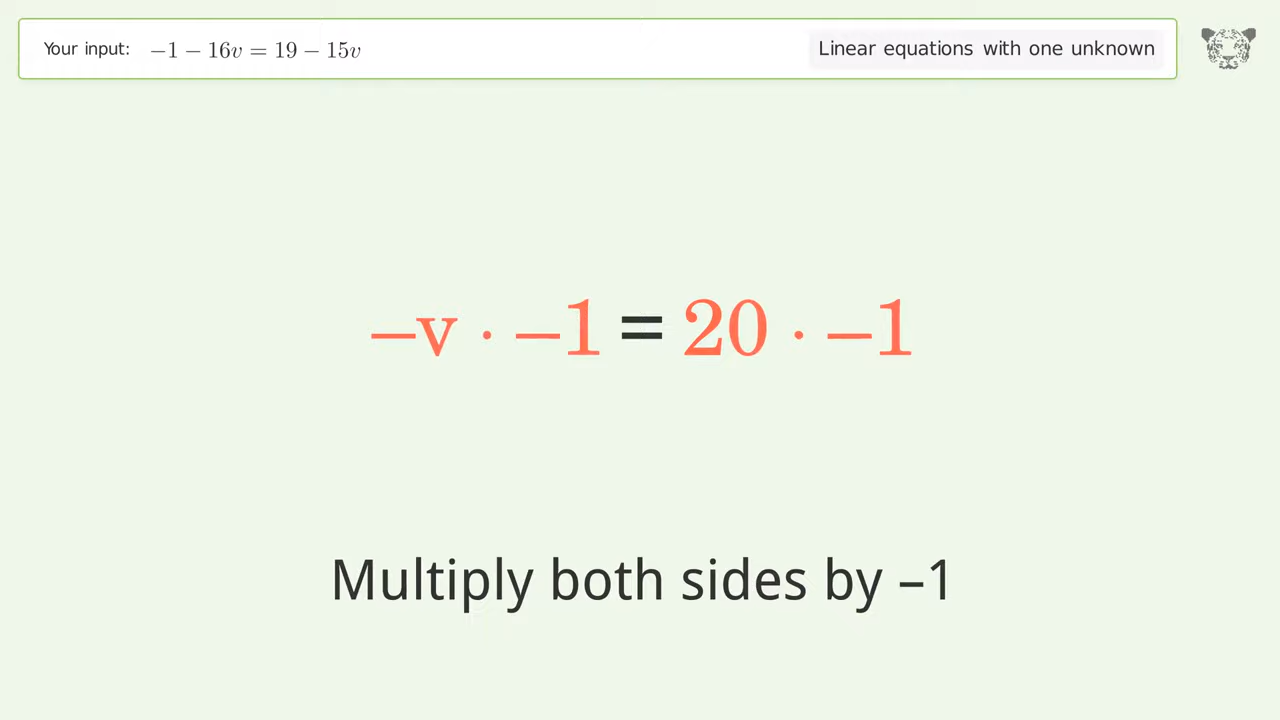 Your input: −1 − 16v = 19 − 15v
Linear equations with one unknown
−v · −1 = 20 · −1
Multiply both sides by –1